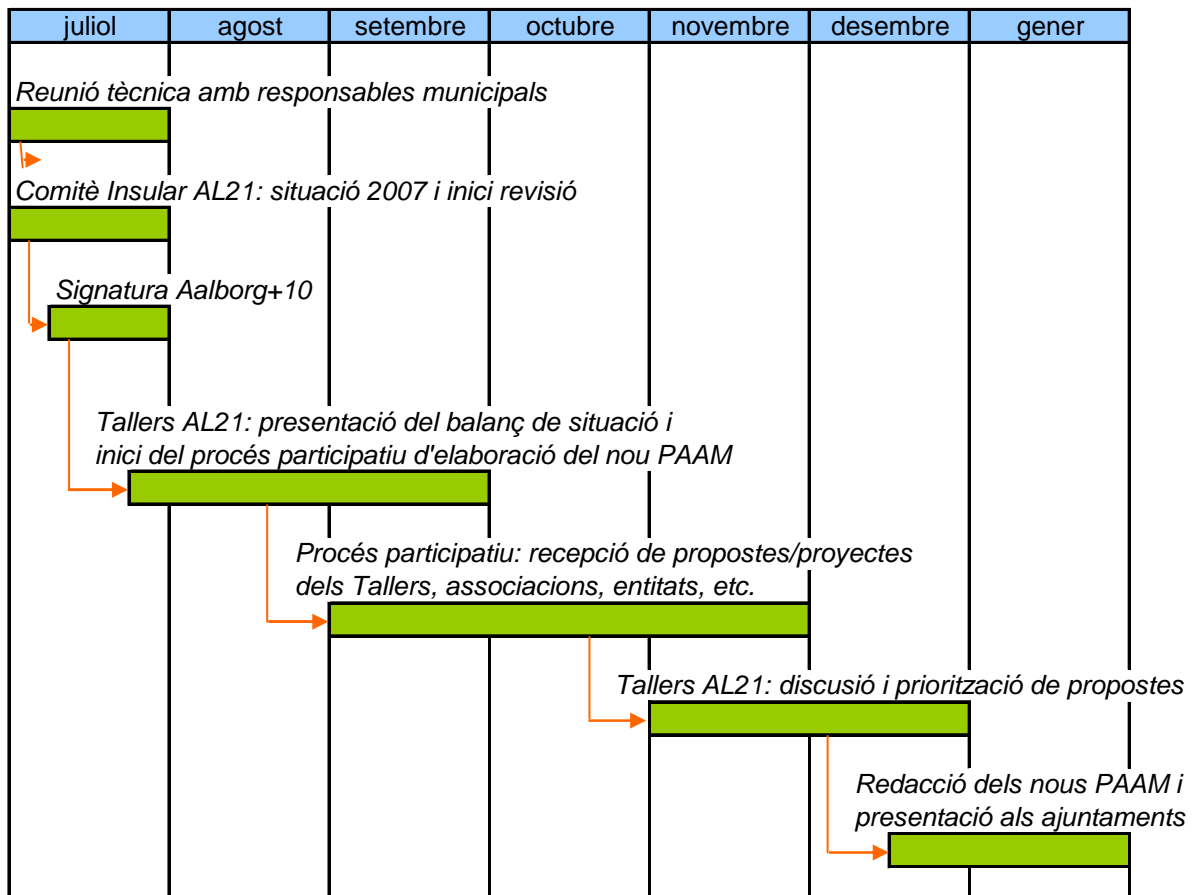 juliol agost setembre octubre novembre desembre gener
Reunió tècnica amb responsables municipals
Comitè Insular AL21: situació 2007 i inici revisió
Signatura Aalborg+10
Tallers AL21: presentació del balanç de situació i
inici del procés participatiu d'elaboració del nou PAAM
Procés participatiu: recepció de propostes/proyectes
dels Tallers, associacions, entitats, etc.
Tallers AL21: discusió i priorització de propostes
Redacció dels nous PAAM i
presentació als ajuntaments